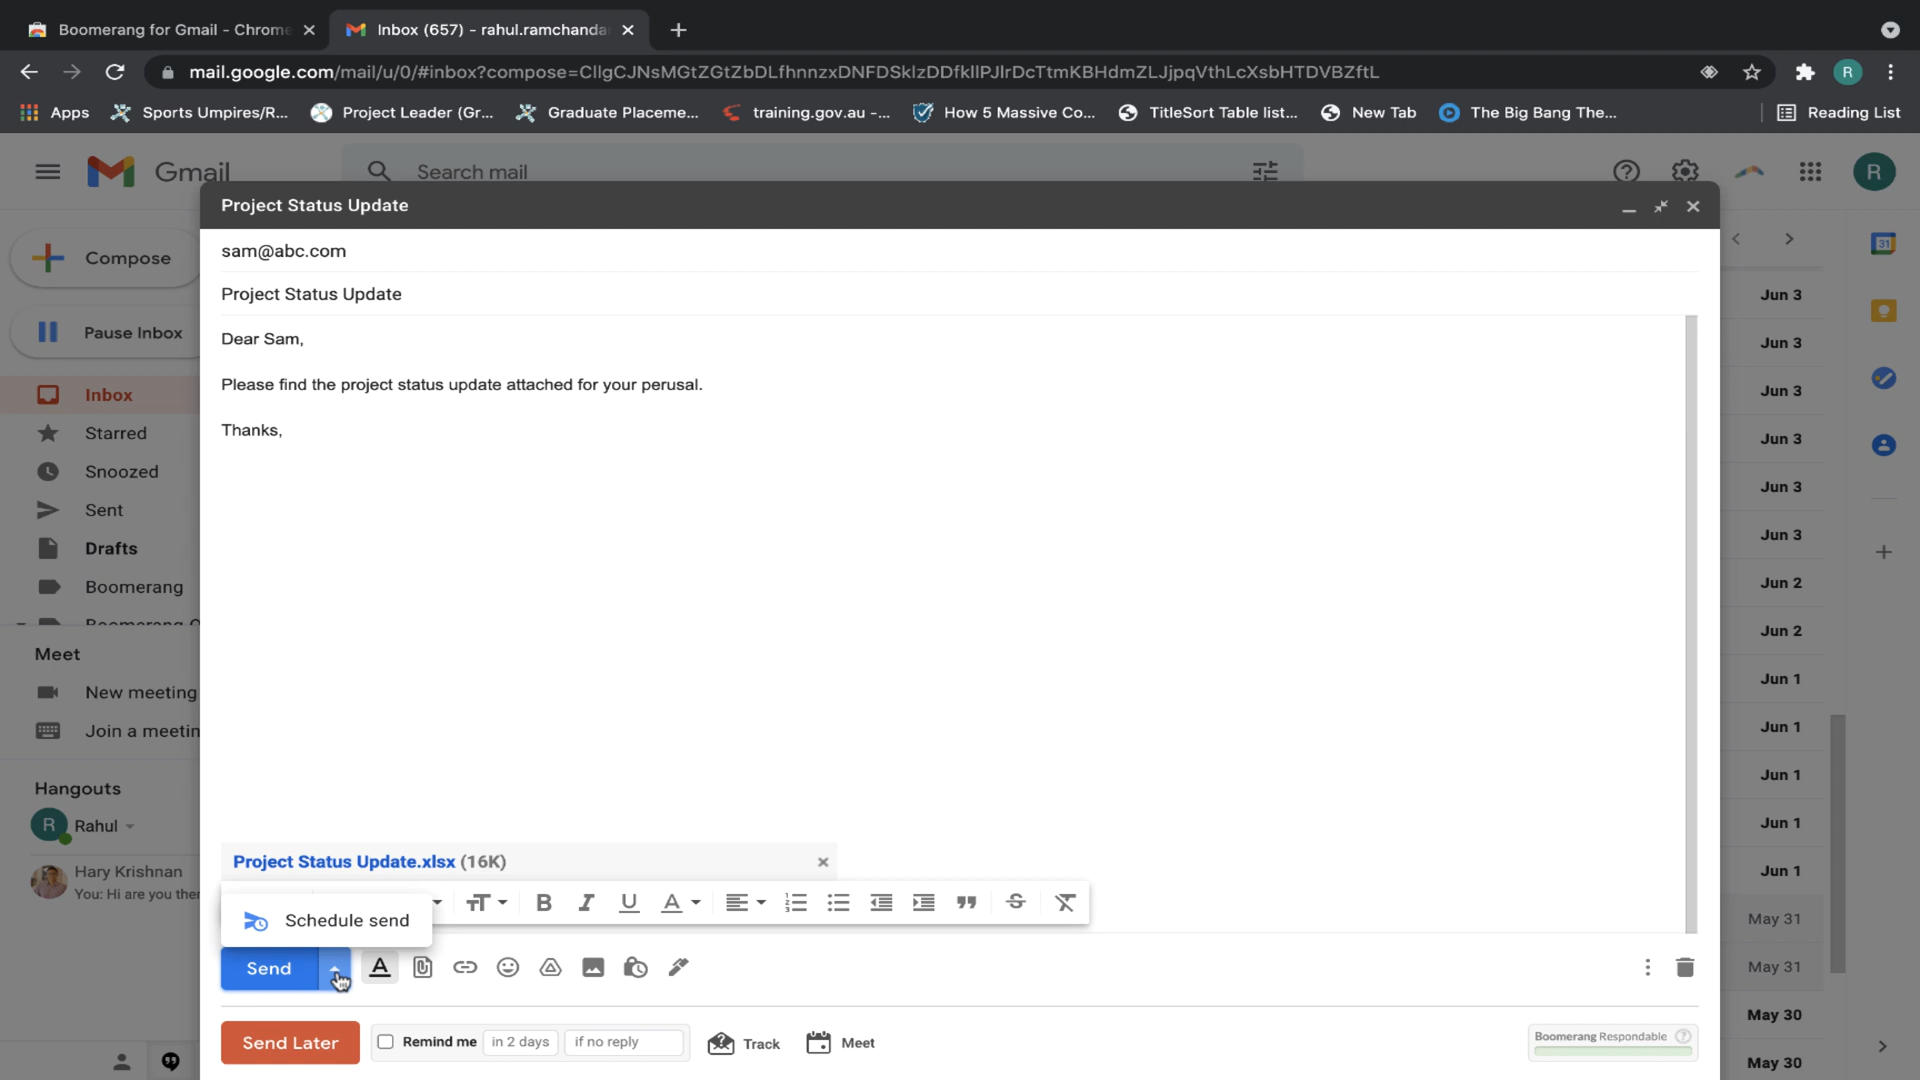 Boomerang for Gmail - Chrome
Inbox (657) - rahul.ramchanda
mail.google.com/mail/u/0/#inbox?compose=CllgCJNsMGtZGtZbDLfhnnzxDNFDSklzDDfkllPJlrDcTtmKBHdmZLJjpqVthLcXsbHTDVBZftL
R
Apps
Sports Umpires/R...
Project Leader (Gr...
Graduate Placeme...
training.gov.au -...
How 5 Massive Co...
TitleSort Table list...
New Tab
The Big Bang The...
Reading List
Gmail
Search mail
R
Project Status Update
sam@abc.com
Compose
31
Project Status Update
Jun 3
Pause Inbox
Dear Sam,
Jun 3
Please find the project status update attached for your perusal.
Jun 3
Inbox
Starred
Thanks,
Jun 3
Snoozed
Jun 3
Sent
Jun 3
Drafts
Boomerang
Jun 2
Boomerang O
Jun 2
Meet
Jun 1
New meeting
Join a meetin
Jun 1
Jun 1
Hangouts
R
Rahul
Jun 1
Project Status Update.xlsx (16K)
Hary Krishnan
Jun 1
You: Hi are you ther
Schedule send
May 31
Send
May 31
May 30
Send Later
Remind me
in 2 days
if no reply
Track
Meet
Boomerang Respondable
May 30